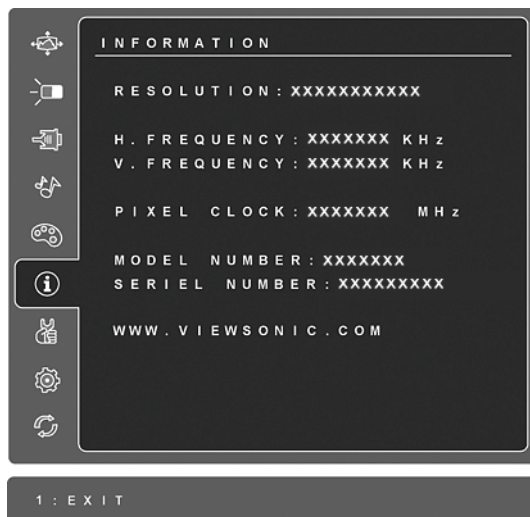 INFORMATION
RESOLUTION: XXXXXXXXXXX
H. FREQUENCY: XXXXXXX KHz
V. FREQUENCY: XXXXXXX KHz
PIXEL CLOCK: XXXXXXX MHz
MODEL NUMBER: XXXXXXX
SERIEL NUMBER: XXXXXXXXX
WWW.VIEWSONIC.COM
1: EXIT